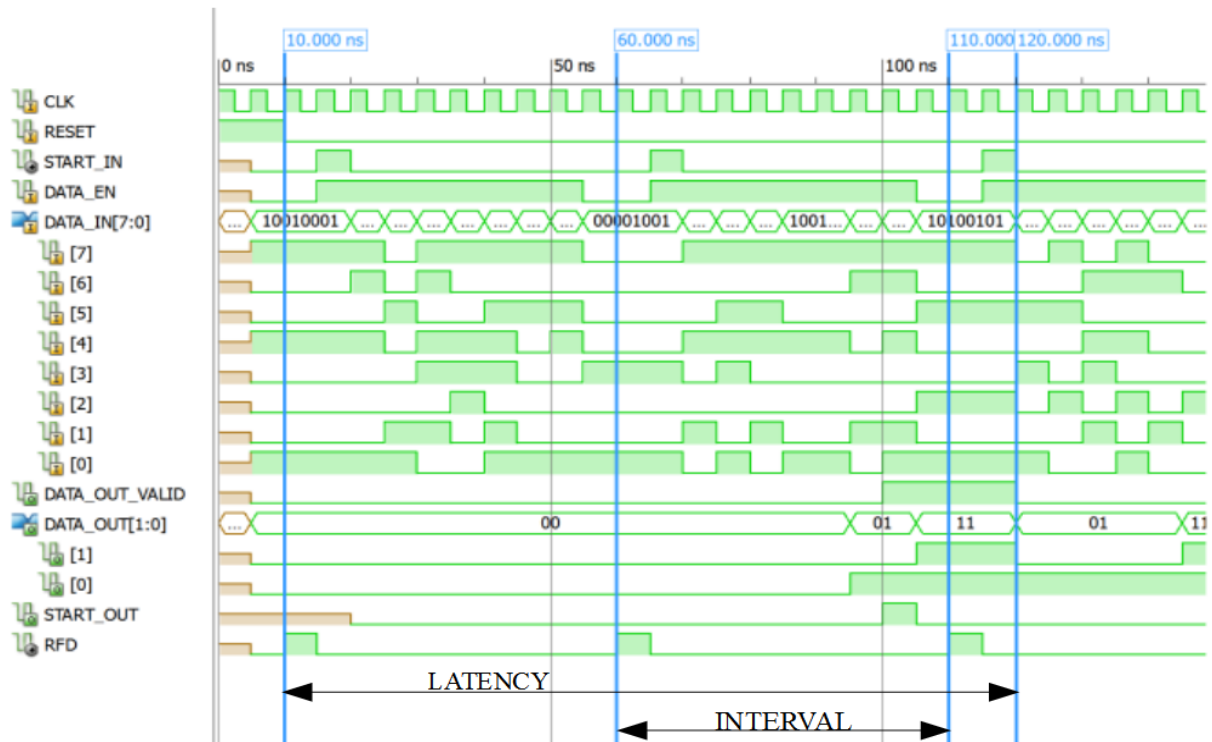 10.000 ns 60.000 ns 110.000 120.000 ns
0 ns 50 ns 100 ns
CLK
RESET
START_IN
DATA_EN
DATA_IN[7:0] ... 10010001 ... ... ... ... ... ... ... 00001001 ... ... ... 1001... ... ... 10100101 ... ... ... ... ... ...
[7]
[6]
[5]
[4]
[3]
[2]
[1]
[0]
DATA_OUT_VALID
DATA_OUT[1:0] ... 00 01 11 01 11
[1]
[0]
START_OUT
RFD
LATENCY
INTERVAL